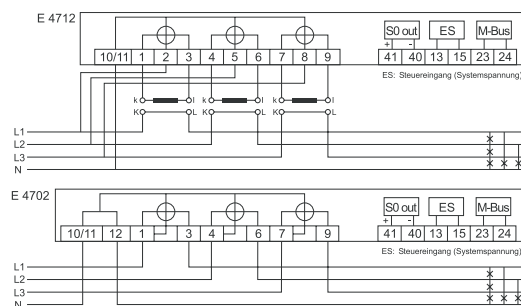 E 4712
S0 out ES M-Bus
+ -
10/11 1 2 3 4 5 6 7 8 9 41 40 13 15 23 24
ES: Steuereingang (Systemspannung)
k l k l k l
K L K L K L
L1
L2
L3
N
E 4702
S0 out ES M-Bus
+ -
10/11 12 1 3 4 6 7 9 41 40 13 15 23 24
ES: Steuereingang (Systemspannung)
L1
L2
L3
N